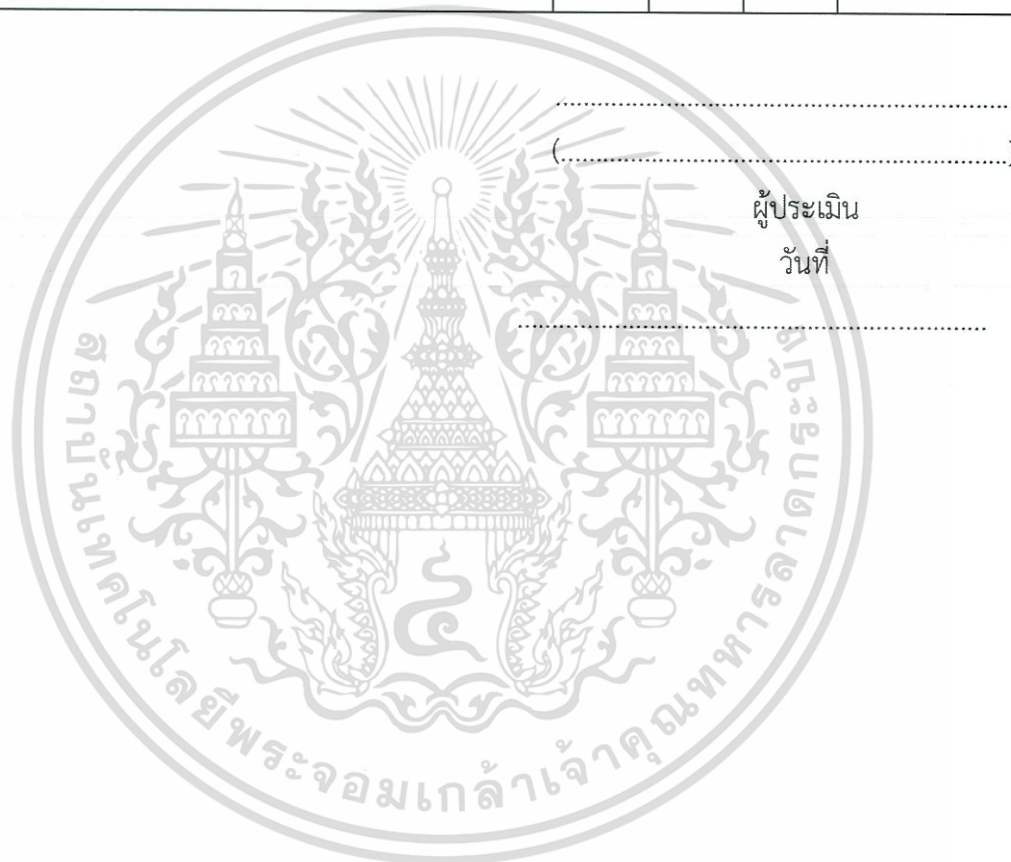 (........................................)
ผู้ประเมิน
วันที่
........................................
สถาบันเทคโนโลยีพระจอมเกล้าเจ้าคุณทหารลาดกระบัง
๔